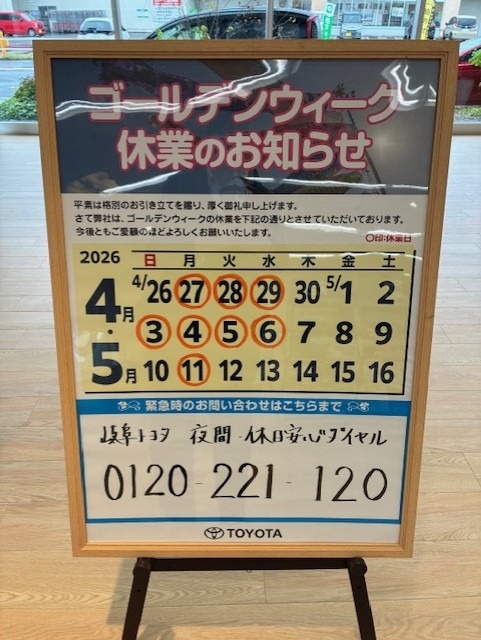 ゴールデンウィーク
休業のお知らせ
平素は格別のお引き立てを賜り、厚く御礼申し上げます。
さて弊社は、ゴールデンウィークの休業を下記の通りとさせていただいております。
今後ともご愛顧のほどよろしくお願いいたします。
〇印:休業日
2026 日 月 火 水 木 金 土
4月・5月
4/26 27 28 29 30 5/1 2
3 4 5 6 7 8 9
10 11 12 13 14 15 16
緊急時のお問い合わせはこちらまで
岐阜トヨタ 夜間・休日安心ダイヤル
0120-221-120
TOYOTA